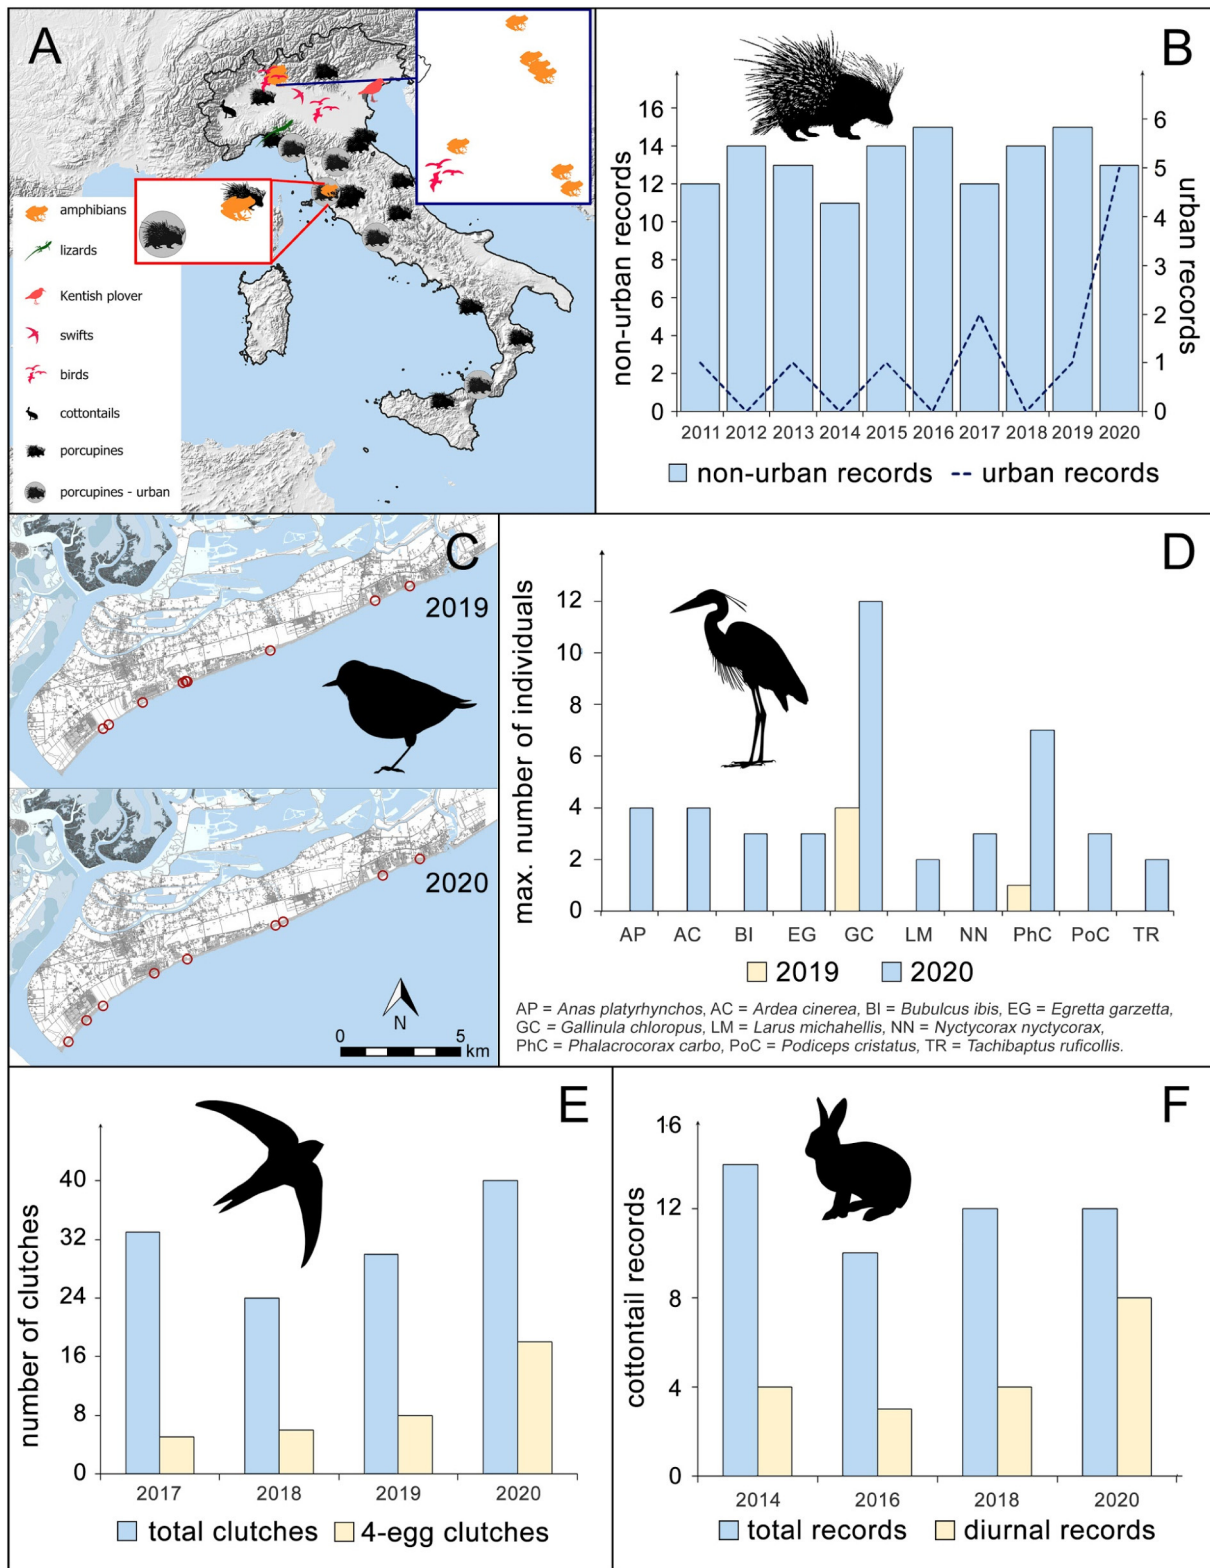 A
amphibians
lizards
Kentish plover
swifts
birds
cottontails
porcupines
porcupines - urban
B
non-urban records
16
14
12
10
8
6
4
2
0
6
5
4
3
2
1
0
urban records
2011 2012 2013 2014 2015 2016 2017 2018 2019 2020
non-urban records urban records
C
2019
2020
N
0 5
km
D
max. number of individuals
12
10
8
6
4
2
0
AP AC BI EG GC LM NN PhC PoC TR
2019 2020
AP = Anas platyrhynchos, AC = Ardea cinerea, BI = Bubulcus ibis, EG = Egretta garzetta,
GC = Gallinula chloropus, LM = Larus michahellis, NN = Nyctycorax nyctycorax,
PhC = Phalacrocorax carbo, PoC = Podiceps cristatus, TR = Tachibaptus ruficollis.
E
number of clutches
40
32
24
16
8
0
2017 2018 2019 2020
total clutches 4-egg clutches
F
cottontail records
16
12
8
4
0
2014 2016 2018 2020
total records diurnal records